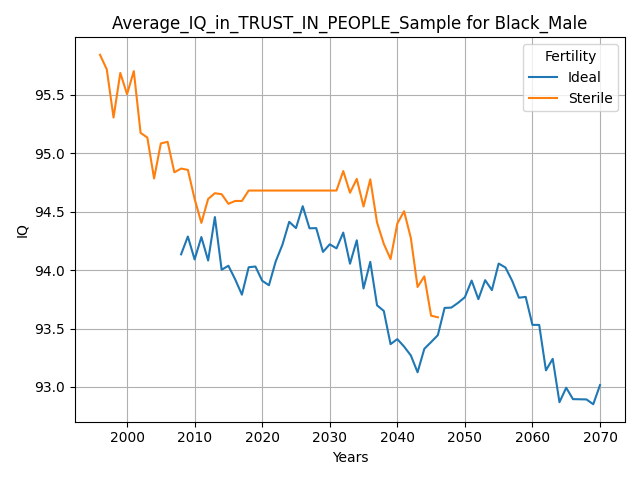 Average_IQ_in_TRUST_IN_PEOPLE_Sample for Black_Male
Fertility
Ideal
Sterile
95.5
95.0
94.5
94.0
93.5
93.0
IQ
2000
2010
2020
2030
2040
2050
2060
2070
Years